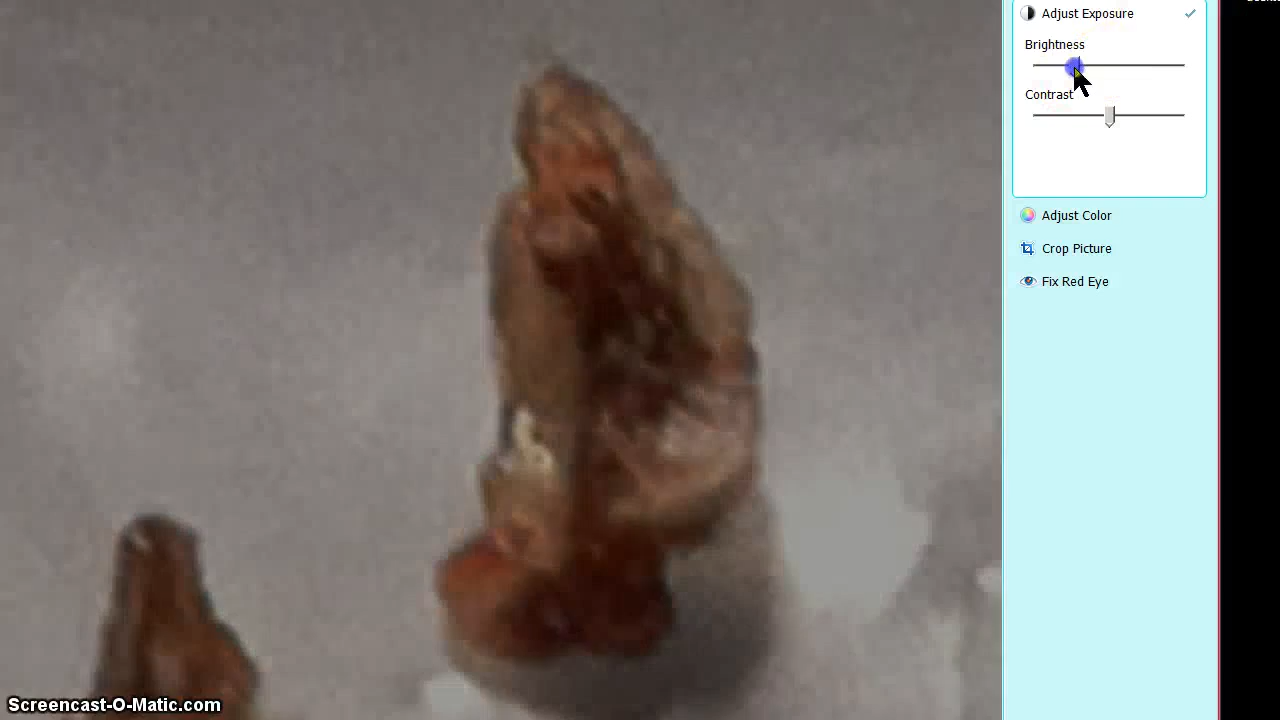 Adjust Exposure
Brightness
Contrast
Adjust Color
Crop Picture
Fix Red Eye
Screencast-O-Matic.com